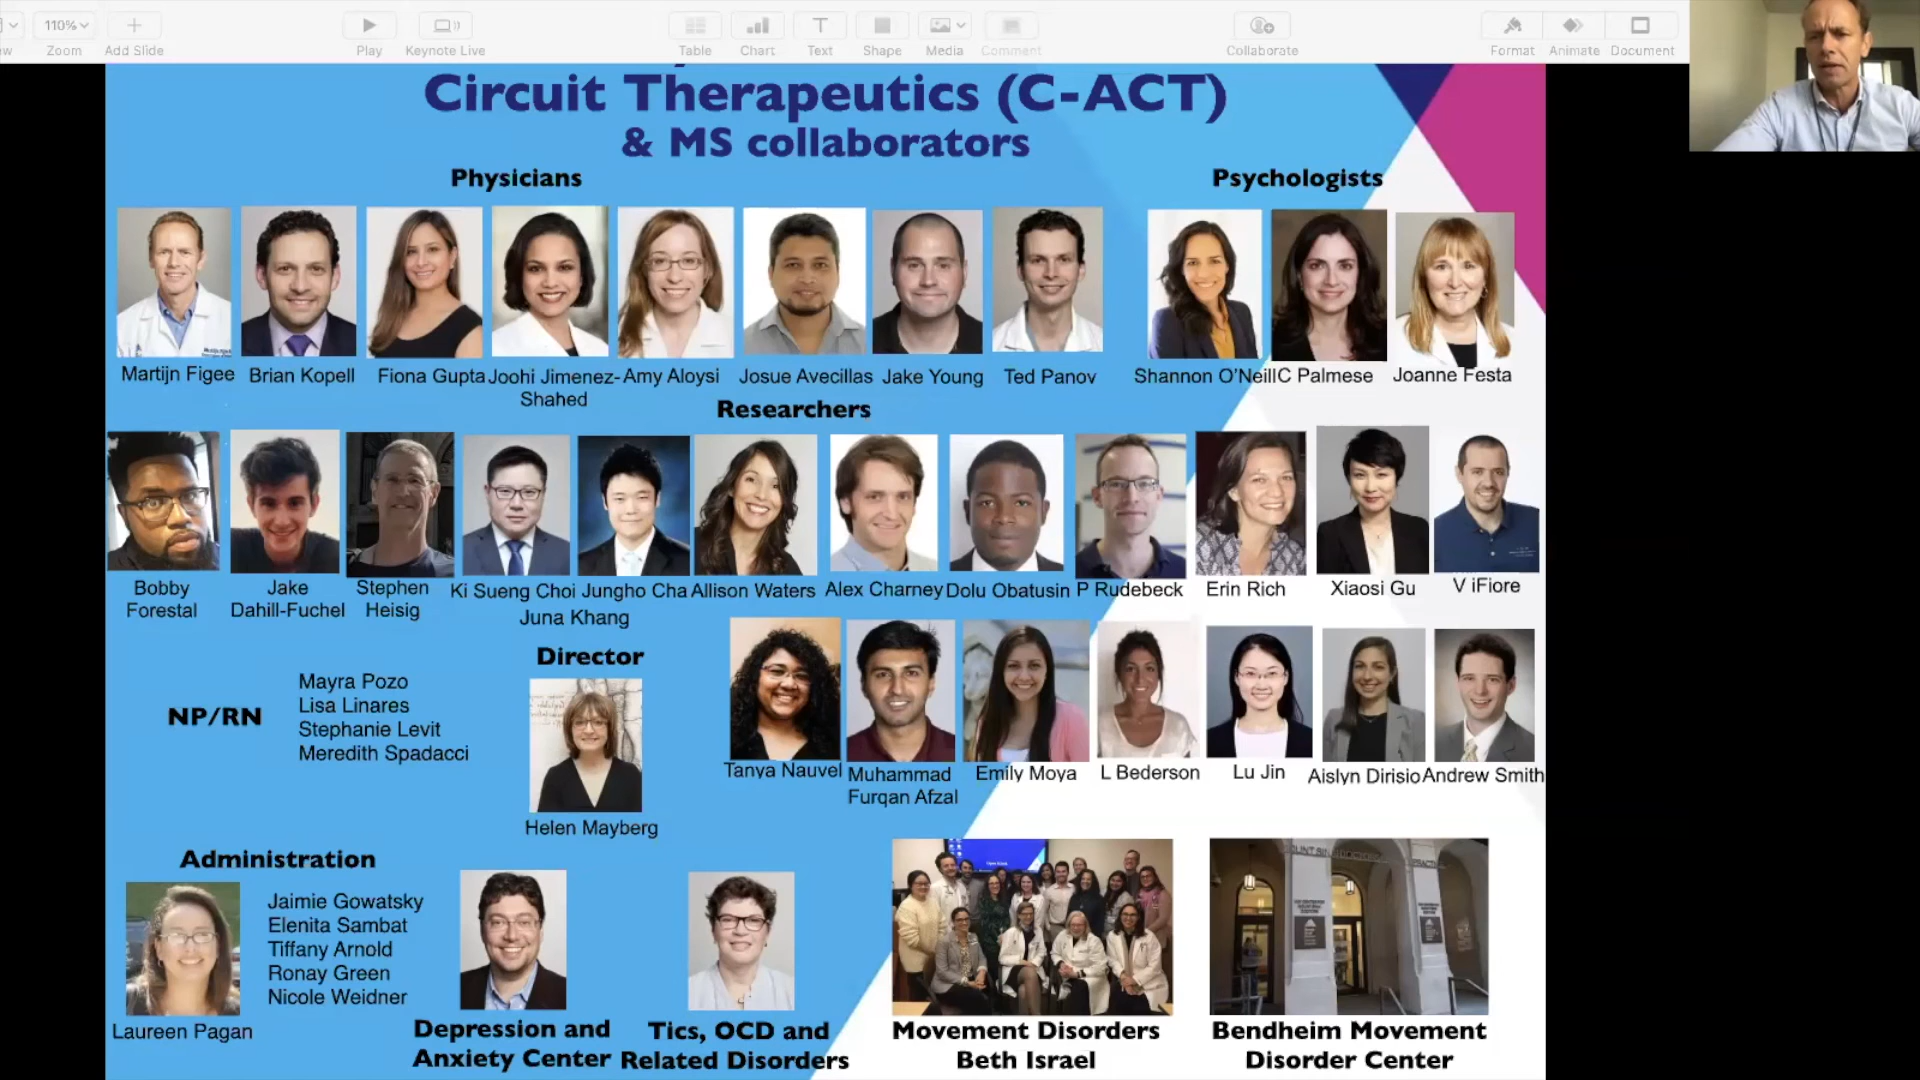 110%
Zoom
Add Slide
Play
Keynote Live
Table
Chart
Text
Shape
Media
Comment
Collaborate
Format
Animate
Document
Circuit Therapeutics (C-ACT)
& MS collaborators
Physicians
Psychologists
Martijn Figee
Brian Kopell
Fiona Gupta
Joohi Jimenez-
Shahed
Amy Aloysi
Josue Avecillas
Jake Young
Ted Panov
Shannon O'Neill
C Palmese
Joanne Festa
Researchers
Bobby
Forestal
Jake
Dahill-Fuchel
Stephen
Heisig
Ki Sueng Choi
Jungho Cha
Juna Khang
Allison Waters
Alex Charney
Dolu Obatusin
P Rudebeck
Erin Rich
Xiaosi Gu
V iFiore
NP/RN
Mayra Pozo
Lisa Linares
Stephanie Levit
Meredith Spadacci
Director
Helen Mayberg
Tanya Nauvel
Muhammad
Furqan Afzal
Emily Moya
L Bederson
Lu Jin
Aislyn Dirisio
Andrew Smith
Administration
Laureen Pagan
Jaimie Gowatsky
Elenita Sambat
Tiffany Arnold
Ronay Green
Nicole Weidner
Depression and
Anxiety Center
Tics, OCD and
Related Disorders
Movement Disorders
Beth Israel
Bendheim Movement
Disorder Center